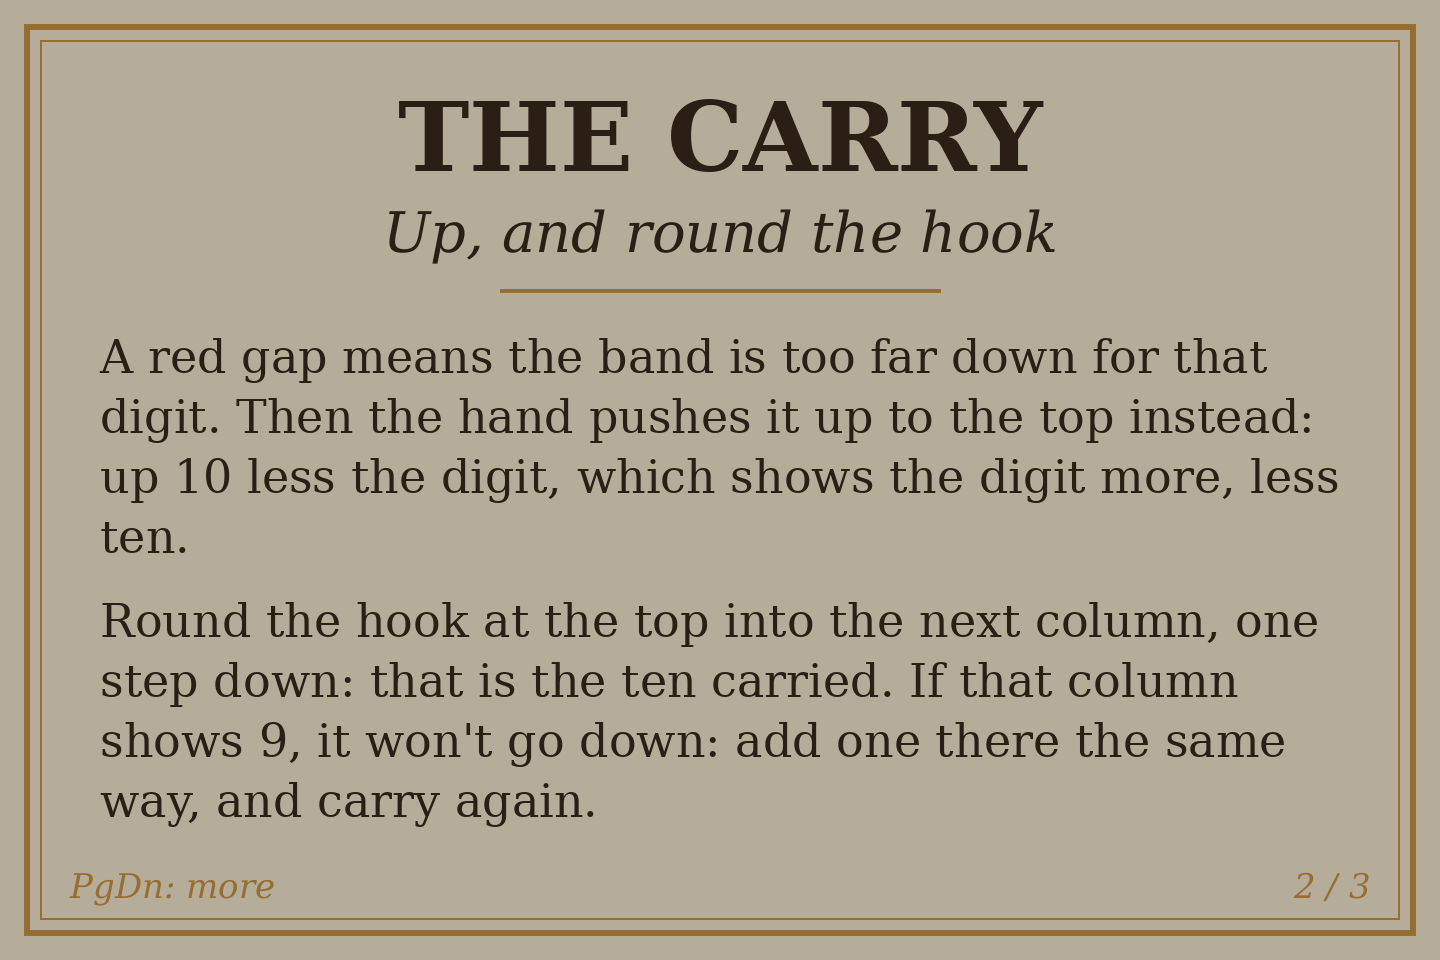 THE CARRY
Up, and round the hook
A red gap means the band is too far down for that
digit. Then the hand pushes it up to the top instead:
up 10 less the digit, which shows the digit more, less
ten.
Round the hook at the top into the next column, one
step down: that is the ten carried. If that column
shows 9, it won't go down: add one there the same
way, and carry again.
PgDn: more
2 / 3